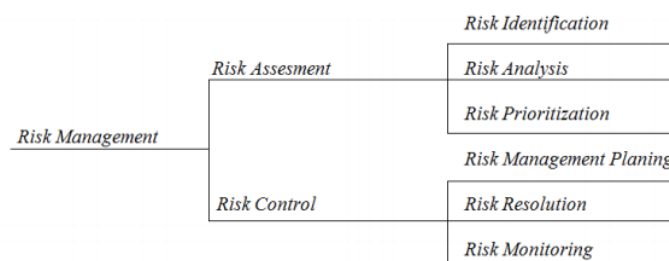 Risk Identification
Risk Assesment
Risk Analysis
Risk Prioritization
Risk Management
Risk Management Planing
Risk Control
Risk Resolution
Risk Monitoring